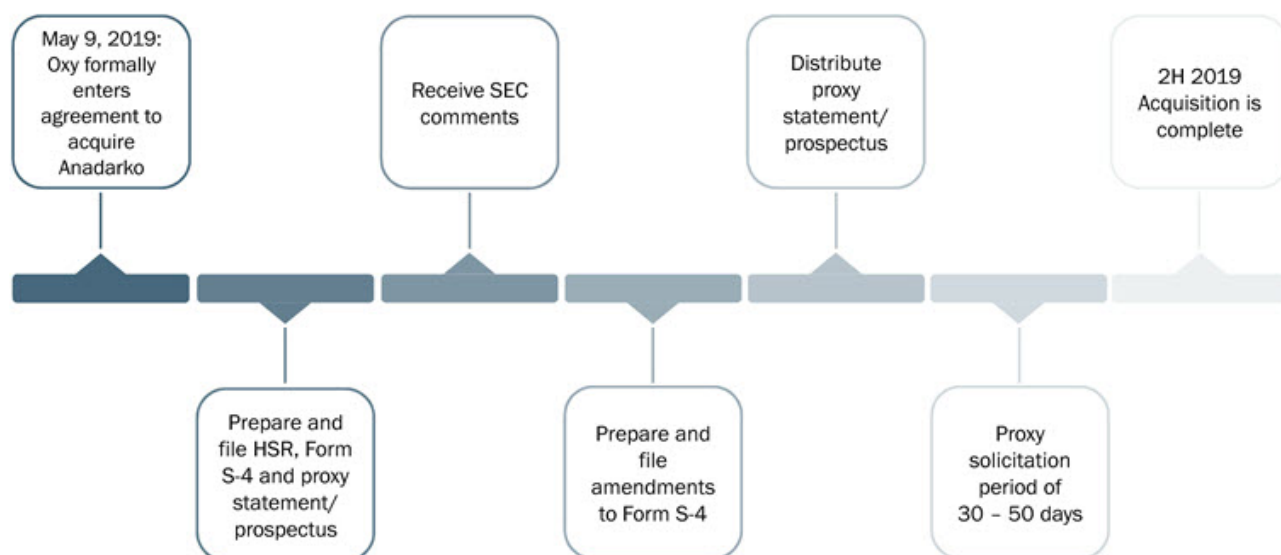 May 9, 2019:
Oxy formally
enters
agreement to
acquire
Anadarko
Prepare and
file HSR, Form
S-4 and proxy
statement/
prospectus
Receive SEC
comments
Prepare and
file
amendments
to Form S-4
Distribute
proxy
statement/
prospectus
Proxy
solicitation
period of
30 – 50 days
2H 2019
Acquisition is
complete